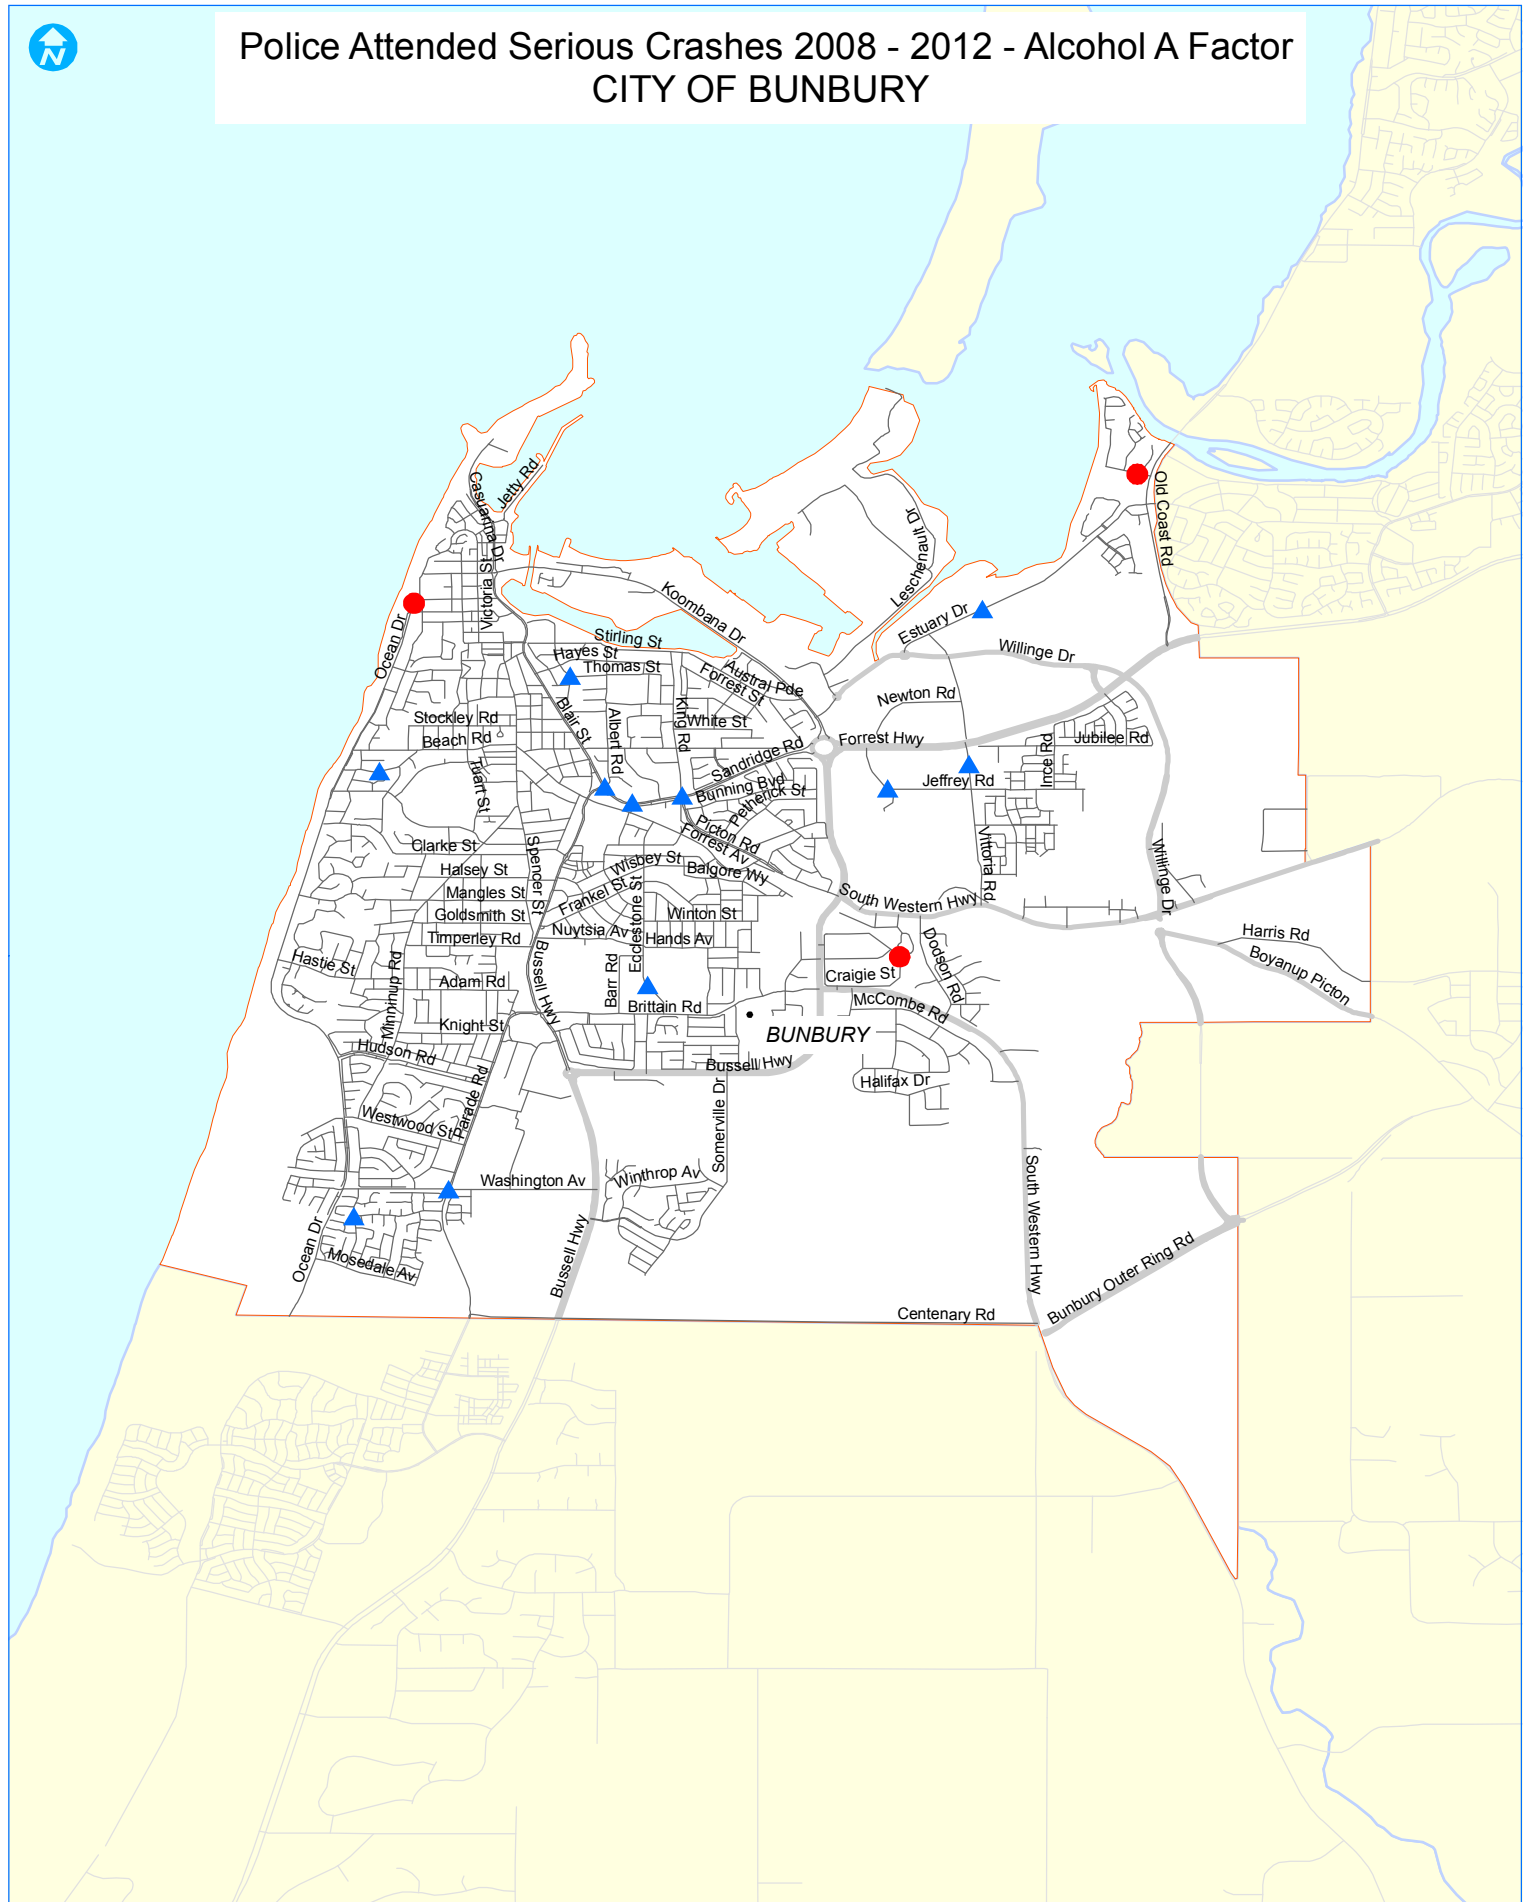 Police Attended Serious Crashes 2008 - 2012 - Alcohol A Factor
CITY OF BUNBURY
N
Jetty Rd
Casuarina Dr
Old Coast Rd
Leschenault Dr
Victoria St
Koombana Dr
Estuary Dr
Ocean Dr
Stirling St
Hayes St
Thomas St
Willinge Dr
Austral Pde
Forrest St
Newton Rd
Blair St
Albert Rd
King Rd
White St
Stockley Rd
Beach Rd
Forrest Hwy
Jubilee Rd
Ince Rd
Sandridge Rd
Tuart St
Bunning Bvd
Petherick St
Jeffrey Rd
Picton Rd
Forrest Av
Clarke St
Spencer St
Wisbey St
Vittoria Rd
Halsey St
Balgore Wy
Willinge Dr
Mangles St
Frankel St
Ecclestone St
South Western Hwy
Goldsmith St
Winton St
Nuytsia Av
Hands Av
Timperley Rd
Harris Rd
Dodson Rd
Hastie St
Minninup Rd
Bussell Hwy
Barr Rd
Craigie St
Boyanup Picton
Adam Rd
Brittain Rd
McCombe Rd
Knight St
BUNBURY
Hudson Rd
Bussell Hwy
Halifax Dr
Parade Rd
Westwood St
Somerville Dr
Washington Av
Winthrop Av
South Western Hwy
Ocean Dr
Mosedale Av
Bussell Hwy
Bunbury Outer Ring Rd
Centenary Rd